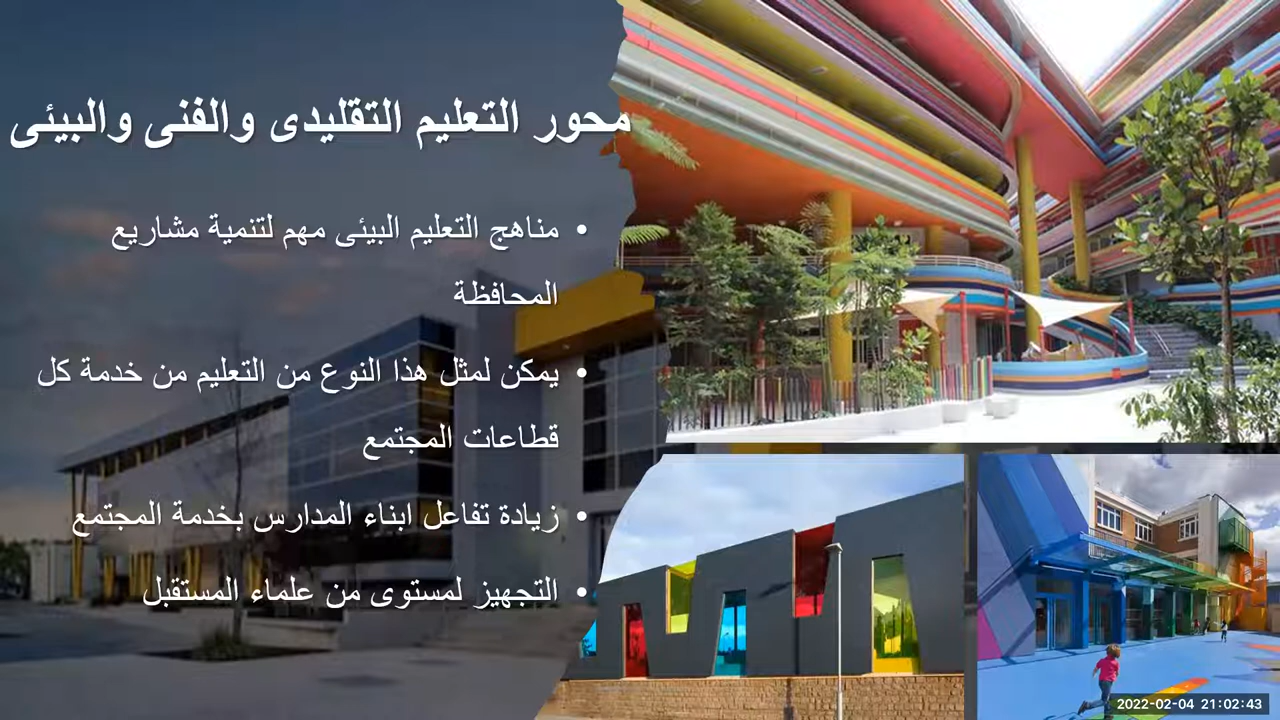 محور التعليم التقليدى والفنى والبيئى
• مناهج التعليم البيئى مهم لتنمية مشاريع
المحافظة
• يمكن لمثل هذا النوع من التعليم من خدمة كل
قطاعات المجتمع
• زيادة تفاعل ابناء المدارس بخدمة المجتمع
• التجهيز لمستوى من علماء المستقبل
2022-02-04 21:02:43